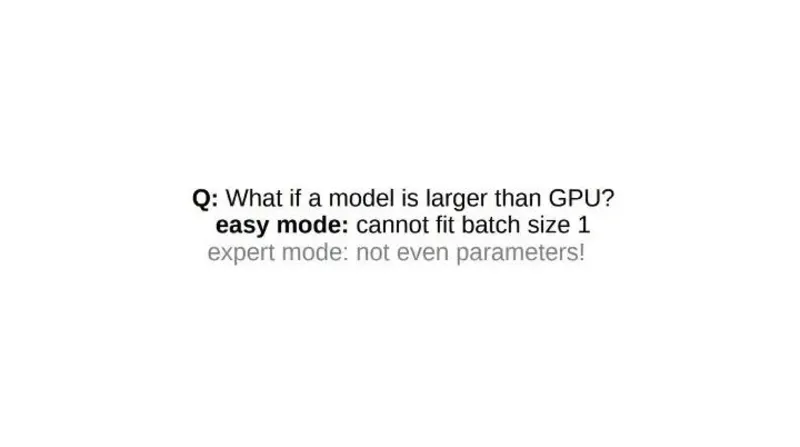 Q: What if a model is larger than GPU?
easy mode: cannot fit batch size 1
expert mode: not even parameters!